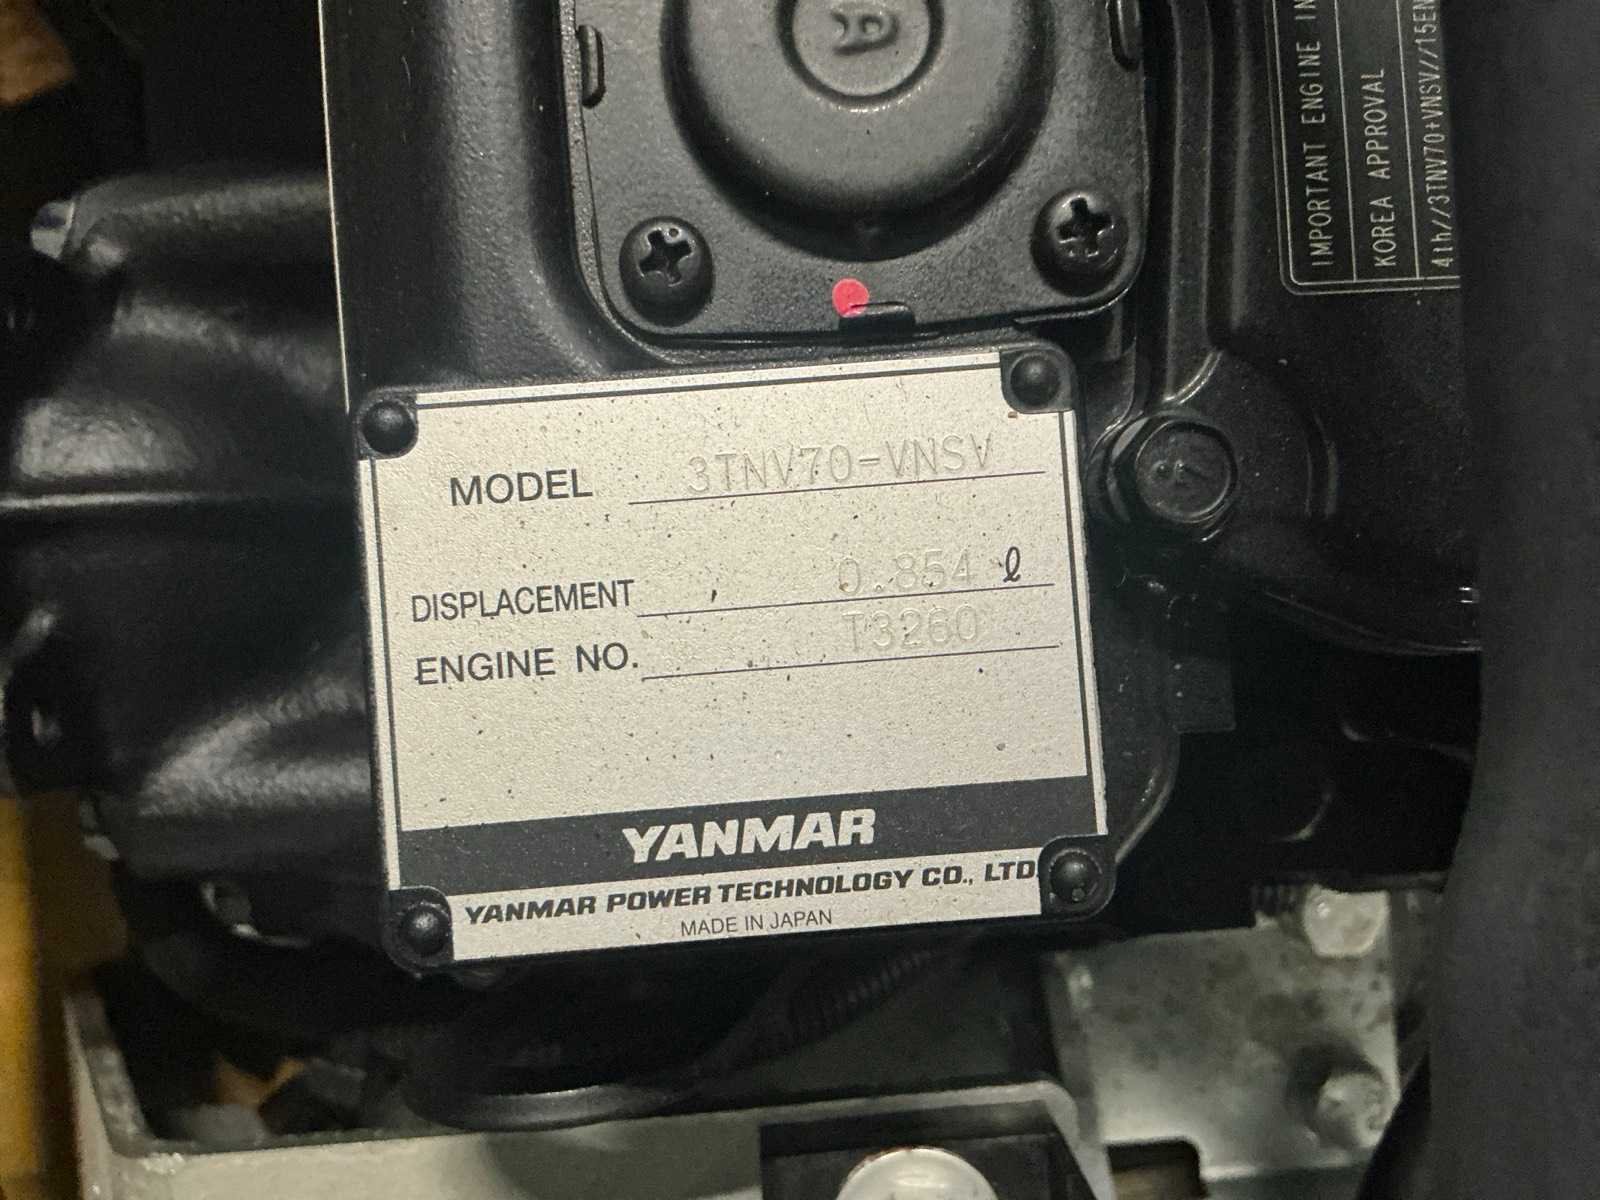 IMPORTANT ENGINE IN
KOREA APPROVAL
4th//3TNV70+VNSV//15EN
MODEL 3TNV70-VNSV
DISPLACEMENT 0.854 ℓ
ENGINE NO. T3260
YANMAR
YANMAR POWER TECHNOLOGY CO., LTD.
MADE IN JAPAN